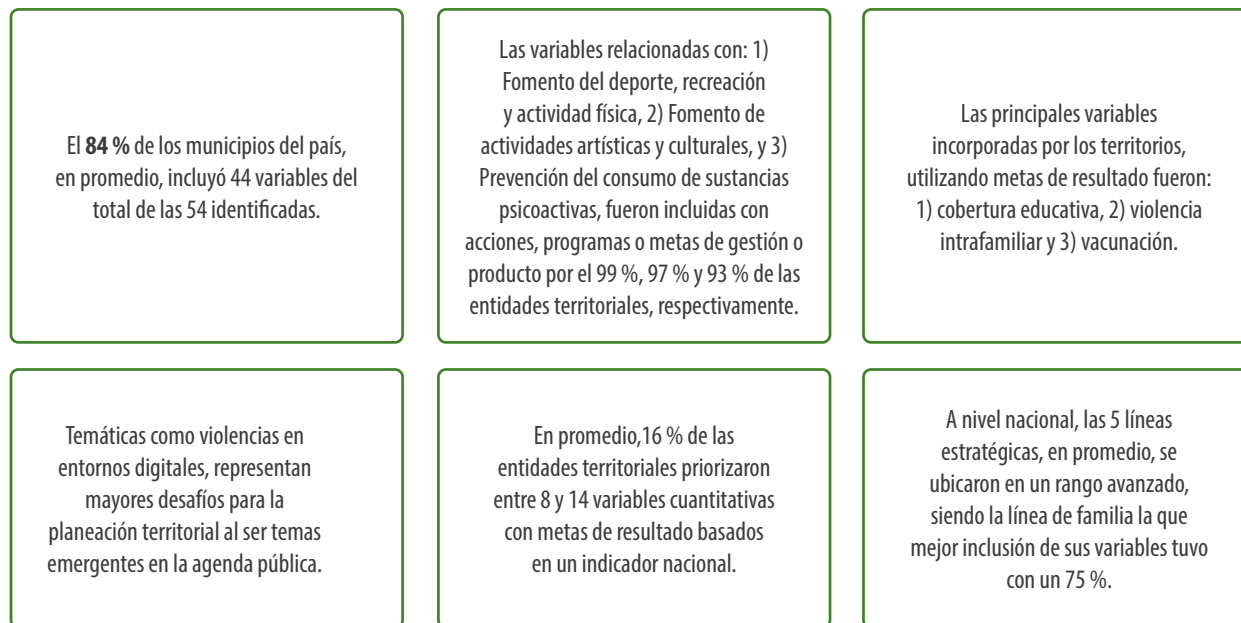 El 84 % de los municipios del país,
en promedio, incluyó 44 variables del
total de las 54 identificadas.
Las variables relacionadas con: 1)
Fomento del deporte, recreación
y actividad física, 2) Fomento de
actividades artísticas y culturales, y 3)
Prevención del consumo de sustancias
psicoactivas, fueron incluidas con
acciones, programas o metas de gestión o
producto por el 99 %, 97 % y 93 % de las
entidades territoriales, respectivamente.
Las principales variables
incorporadas por los territorios,
utilizando metas de resultado fueron:
1) cobertura educativa, 2) violencia
intrafamiliar y 3) vacunación.
Temáticas como violencias en
entornos digitales, representan
mayores desafíos para la
planeación territorial al ser temas
emergentes en la agenda pública.
En promedio,16 % de las
entidades territoriales priorizaron
entre 8 y 14 variables cuantitativas
con metas de resultado basados
en un indicador nacional.
A nivel nacional, las 5 líneas
estratégicas, en promedio, se
ubicaron en un rango avanzado,
siendo la línea de familia la que
mejor inclusión de sus variables tuvo
con un 75 %.